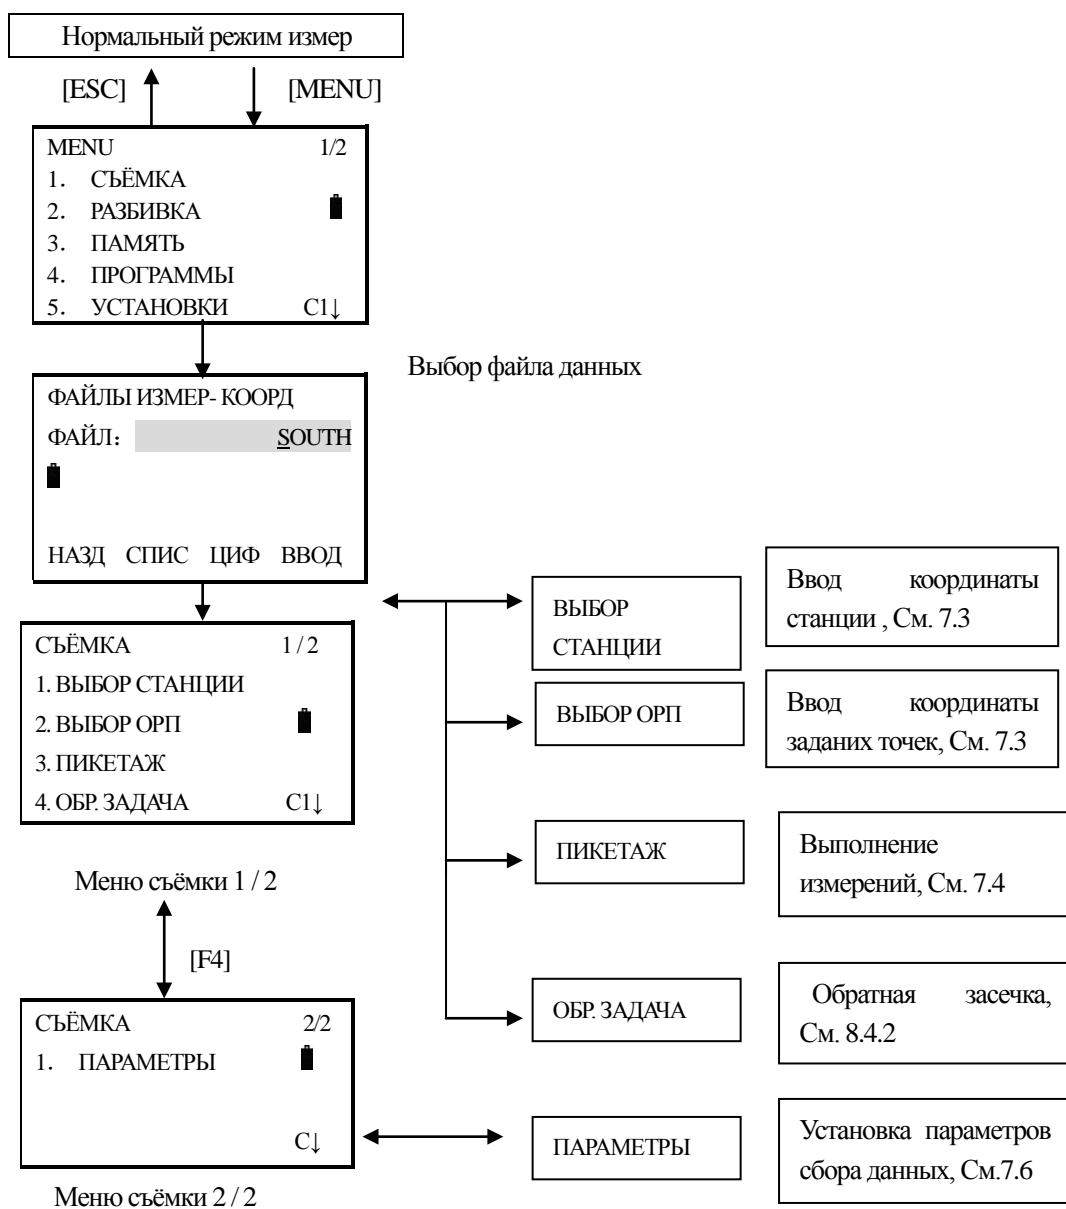 Нормальный режим измер
[ESC] [MENU]
MENU 1/2
1. СЪЁМКА
2. РАЗБИВКА
3. ПАМЯТЬ
4. ПРОГРАММЫ
5. УСТАНОВКИ С1↓
Выбор файла данных
ФАЙЛЫ ИЗМЕР- КООРД
ФАЙЛ: SOUTH
НАЗД СПИС ЦИФ ВВОД
СЪЁМКА 1 / 2
1. ВЫБОР СТАНЦИИ
2. ВЫБОР ОРП
3. ПИКЕТАЖ
4. ОБР. ЗАДАЧА С1↓
Меню съёмки 1 / 2
[F4]
СЪЁМКА 2/2
1. ПАРАМЕТРЫ
С↓
Меню съёмки 2 / 2
ВЫБОР
СТАНЦИИ
Ввод координаты
станции , См. 7.3
ВЫБОР ОРП
Ввод координаты
заданих точек, См. 7.3
ПИКЕТАЖ
Выполнение
измерений, См. 7.4
ОБР. ЗАДАЧА
Обратная засечка,
См. 8.4.2
ПАРАМЕТРЫ
Установка параметров
сбора данных, См.7.6